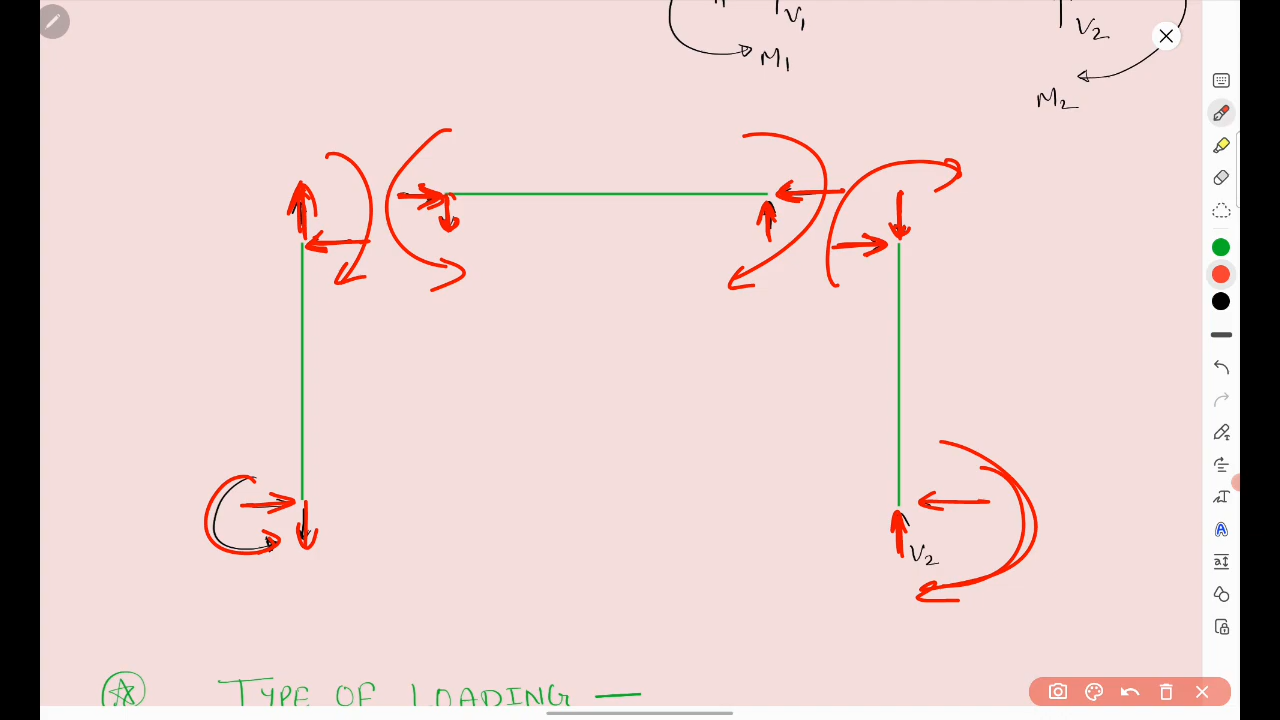 V1
V2
M1
M2
V2
TYPE OF LOADING —